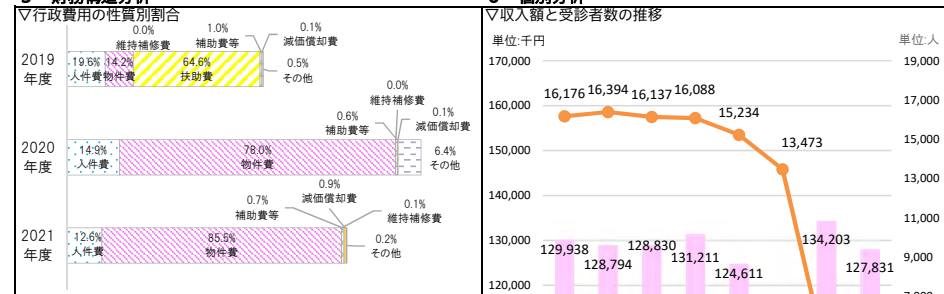 ▽行政費用の性質別割合
0.0%
維持補修費
1.0%
補助費等
0.1%
減価償却費
2019
年度
19.6%
人件費
14.2%
物件費
64.6%
扶助費
0.5%
その他
0.0%
維持補修費
0.6%
補助費等
0.1%
減価償却費
2020
年度
14.9%
人件費
78.0%
物件費
6.4%
その他
0.9%
減価償却費
0.7%
補助費等
0.1%
維持補修費
2021
年度
12.6%
人件費
85.5%
物件費
0.2%
その他
▽収入額と受診者数の推移
単位:千円
単位:人
170,000
160,000
150,000
140,000
130,000
120,000
16,176
16,394
16,137
16,088
15,234
13,473
129,938
128,794
128,830
131,211
124,611
134,203
127,831
19,000
17,000
15,000
13,000
11,000
9,000